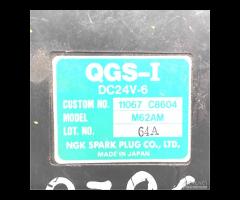 QGS-I
DC24V-6
CUSTOM NO. 11067 C8604
MODEL M62AM
LOT. NO. 64A
NGK SPARK PLUG CO., LTD.
MADE IN JAPAN